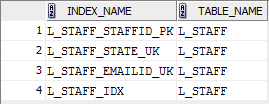 INDEX_NAME TABLE_NAME
1 L_STAFF_STAFFID_PK L_STAFF
2 L_STAFF_STATE_UK L_STAFF
3 L_STAFF_EMAILID_UK L_STAFF
4 L_STAFF_IDX L_STAFF